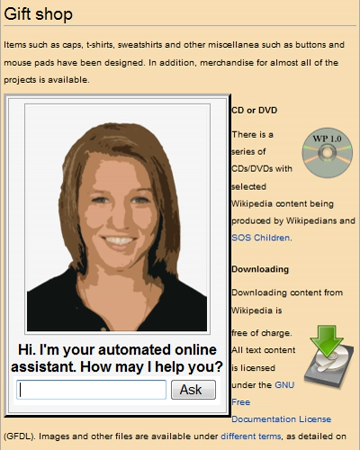 Gift shop
Items such as caps, t-shirts, sweatshirts and other miscellanea such as buttons and
mouse pads have been designed. In addition, merchandise for almost all of the
projects is available.
Hi. I'm your automated online
assistant. How may I help you?
Ask
CD or DVD
There is a
series of
CDs/DVDs with
selected
Wikipedia content being
produced by Wikipedians and
SOS Children.
WP 1.0
Downloading
Downloading content from
Wikipedia is
free of charge.
All text content
is licensed
under the GNU
Free
Documentation License
(GFDL). Images and other files are available under different terms, as detailed on